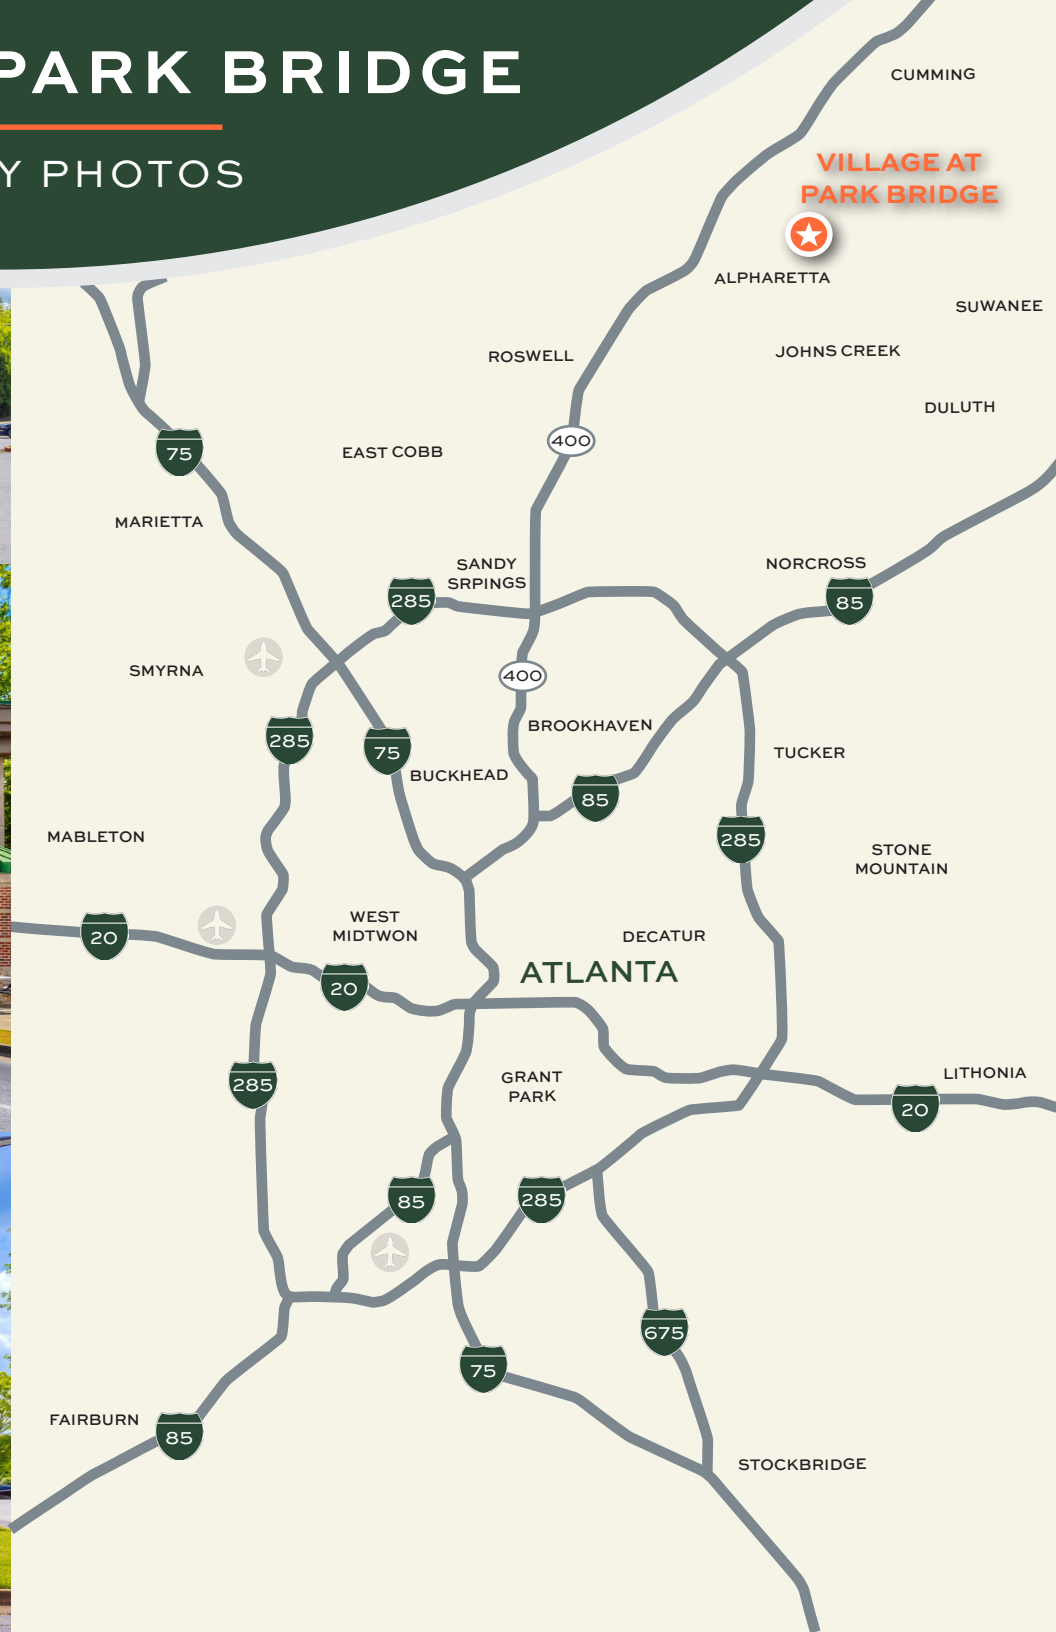 PARK BRIDGE
Y PHOTOS
CUMMING
VILLAGE AT
PARK BRIDGE
ALPHARETTA
SUWANEE
ROSWELL
JOHNS CREEK
DULUTH
400
75
EAST COBB
MARIETTA
SANDY
SRPINGS
NORCROSS
285
85
SMYRNA
400
BROOKHAVEN
285
75
TUCKER
BUCKHEAD
85
MABLETON
285
STONE
MOUNTAIN
WEST
MIDTWON
20
DECATUR
ATLANTA
20
285
GRANT
PARK
LITHONIA
20
85
285
675
75
FAIRBURN
85
STOCKBRIDGE